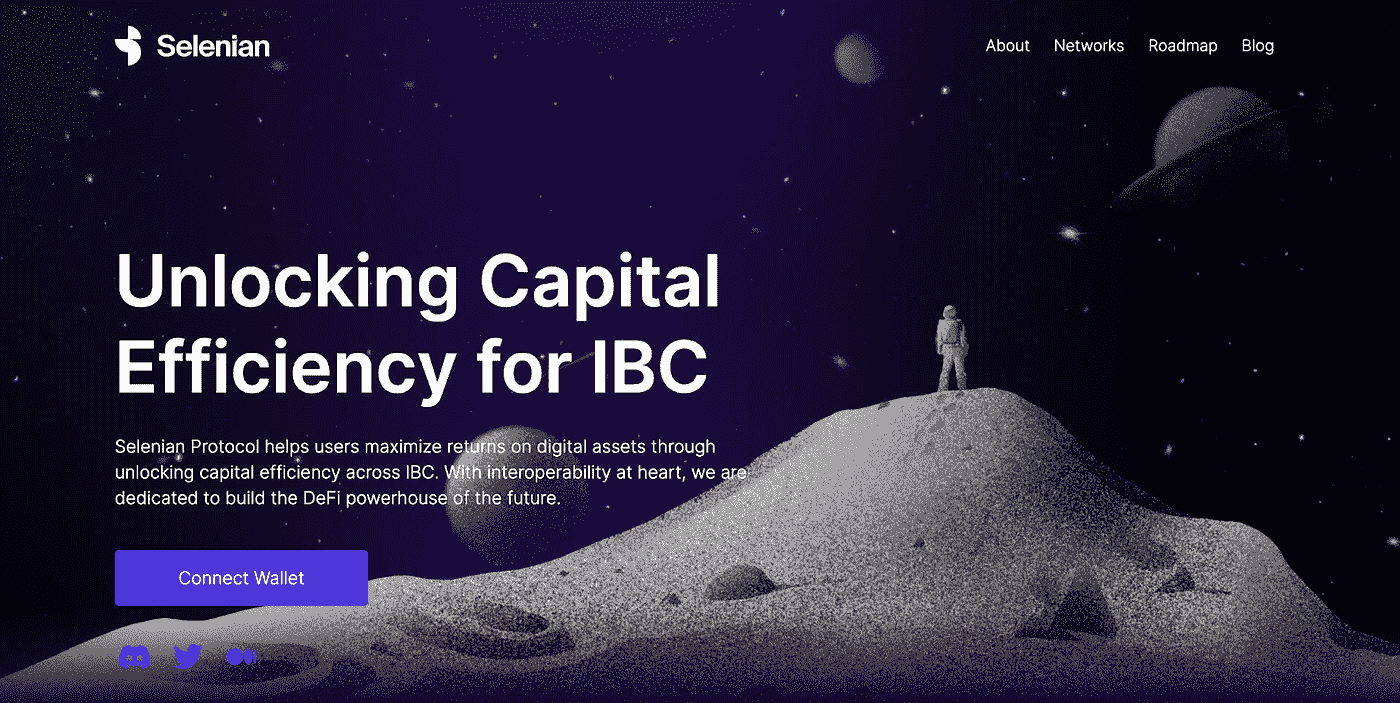 Selenian
About
Networks
Roadmap
Blog
Unlocking Capital
Efficiency for IBC
Selenian Protocol helps users maximize returns on digital assets through
unlocking capital efficiency across IBC. With interoperability at heart, we are
dedicated to build the DeFi powerhouse of the future.
Connect Wallet